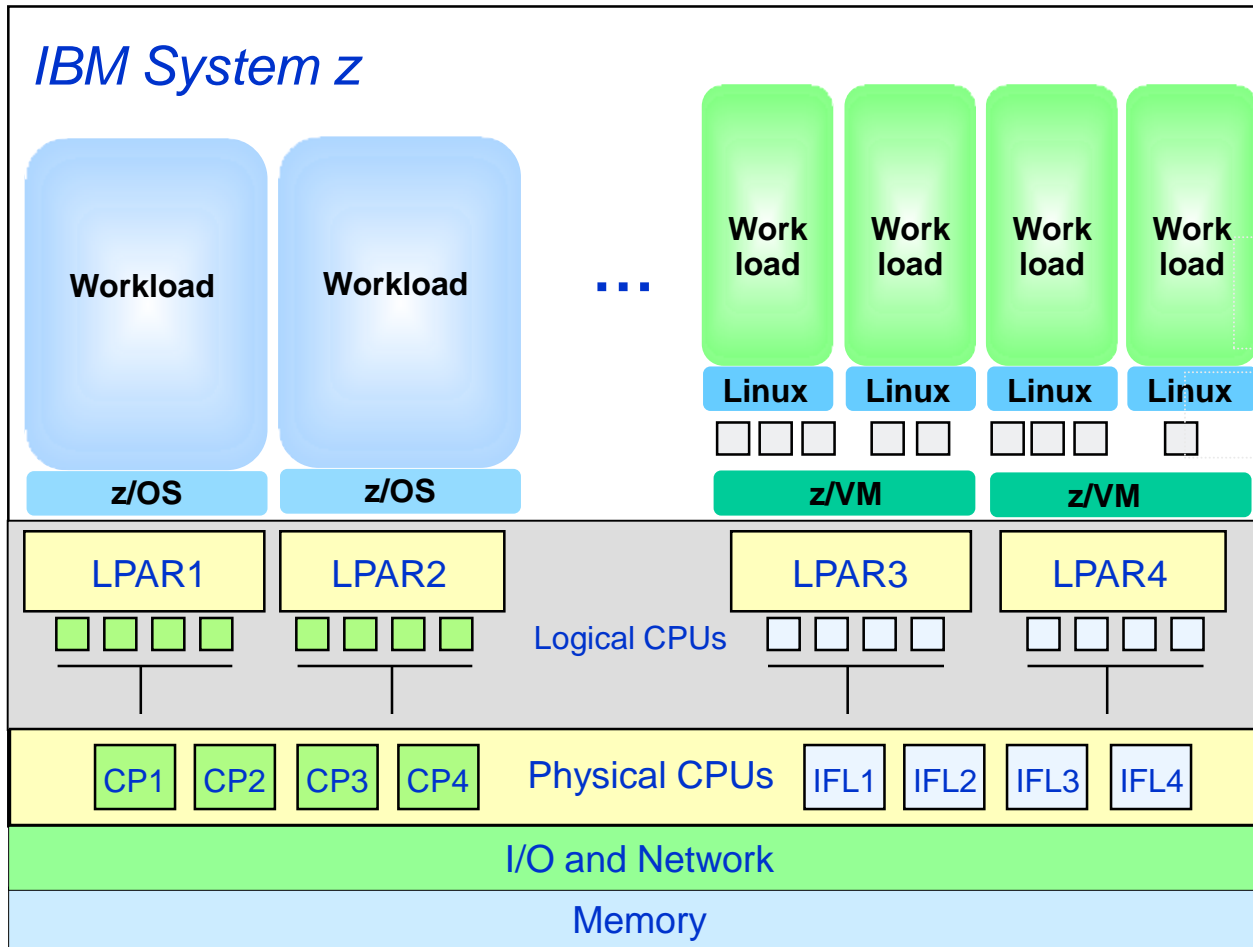 IBM System z
Workload
Workload
...
Work
load
Work
load
Work
load
Work
load
Linux
Linux
Linux
Linux
z/OS
z/OS
z/VM
z/VM
LPAR1
LPAR2
LPAR3
LPAR4
Logical CPUs
CP1
CP2
CP3
CP4
Physical CPUs
IFL1
IFL2
IFL3
IFL4
I/O and Network
Memory